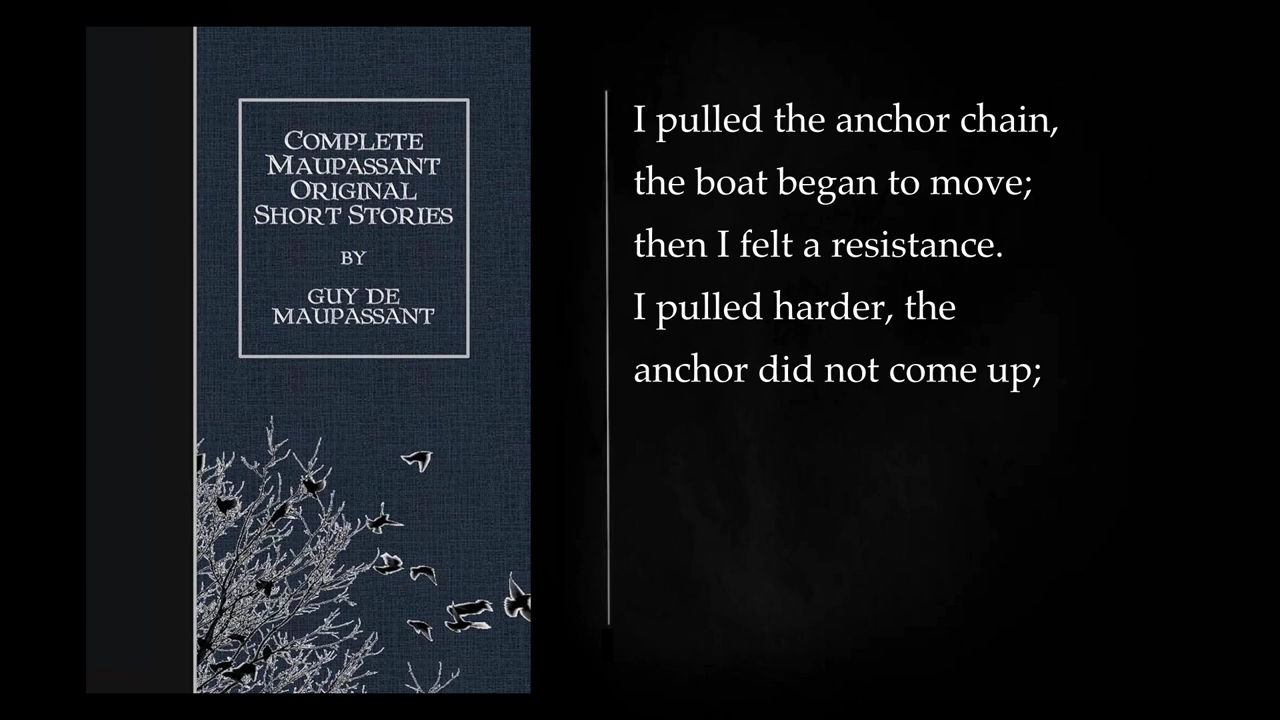 COMPLETE
MAUPASSANT
ORIGINAL
SHORT STORIES
BY
GUY DE
MAUPASSANT
I pulled the anchor chain,
the boat began to move;
then I felt a resistance.
I pulled harder, the
anchor did not come up;